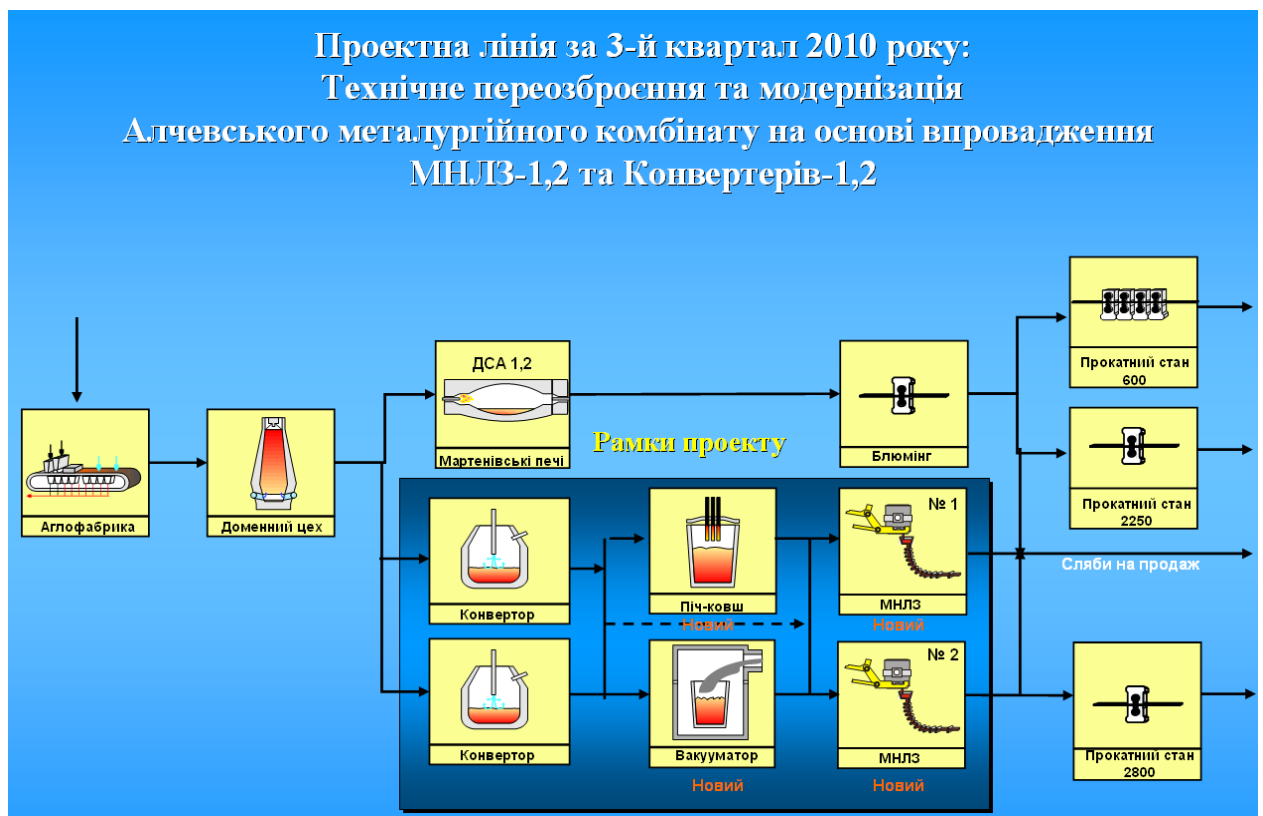 Проектна лінія за 3-й квартал 2010 року:
Технічне переозброєння та модернізація
Алчевського металургійного комбінату на основі впровадження
МНЛЗ-1,2 та Конвертерів-1,2
Прокатний стан
600
ДСА 1,2
Мартенівські печі
Блюмінг
Рамки проекту
Аглофабрика
Доменний цех
Прокатний стан
2250
№ 1
Сляби на продаж
Конвертор
Піч-ковш
МНЛЗ
Новий
Новий
№ 2
Конвертор
Вакууматор
МНЛЗ
Прокатний стан
2800
Новий
Новий